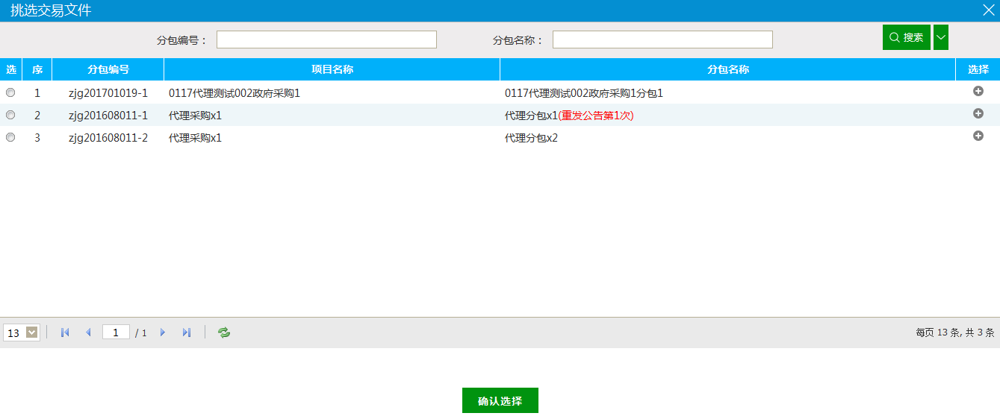 挑选交易文件
分包编号： 分包名称： 搜索
选 序 分包编号 项目名称 分包名称 选择
1 zjg201701019-1 0117代理测试002政府采购1 0117代理测试002政府采购1分包1
2 zjg201608011-1 代理采购x1 代理分包x1(重发公告第1次)
3 zjg201608011-2 代理采购x1 代理分包x2
13 1 / 1 每页 13 条, 共 3 条
确认选择